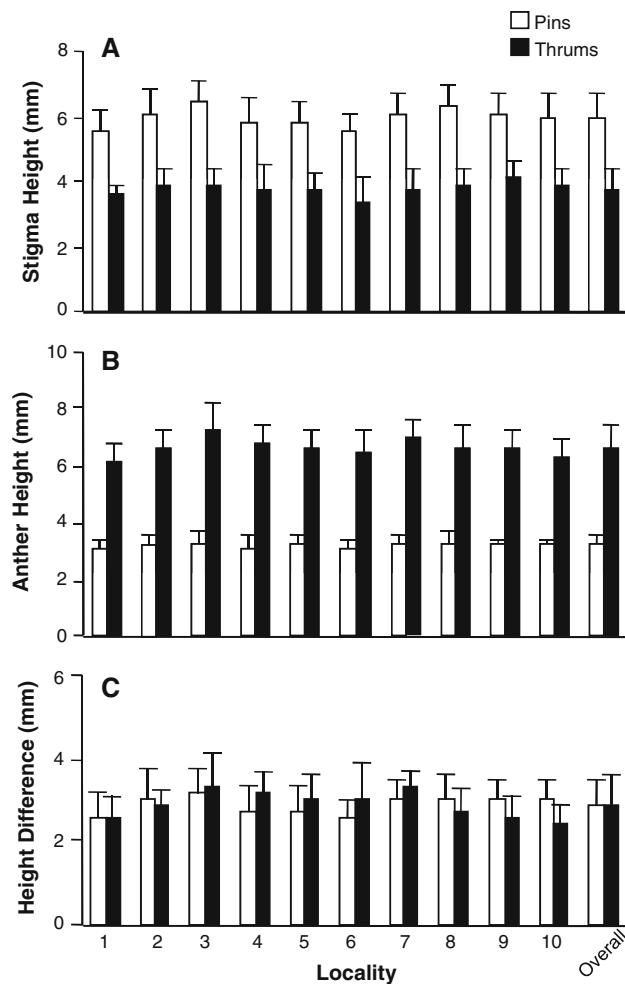 Pins
Thrums
A
8
6
4
2
0
Stigma Height (mm)
B
10
8
6
4
2
0
Anther Height (mm)
C
6
4
2
0
Height Difference (mm)
1 2 3 4 5 6 7 8 9 10 Overall
Locality